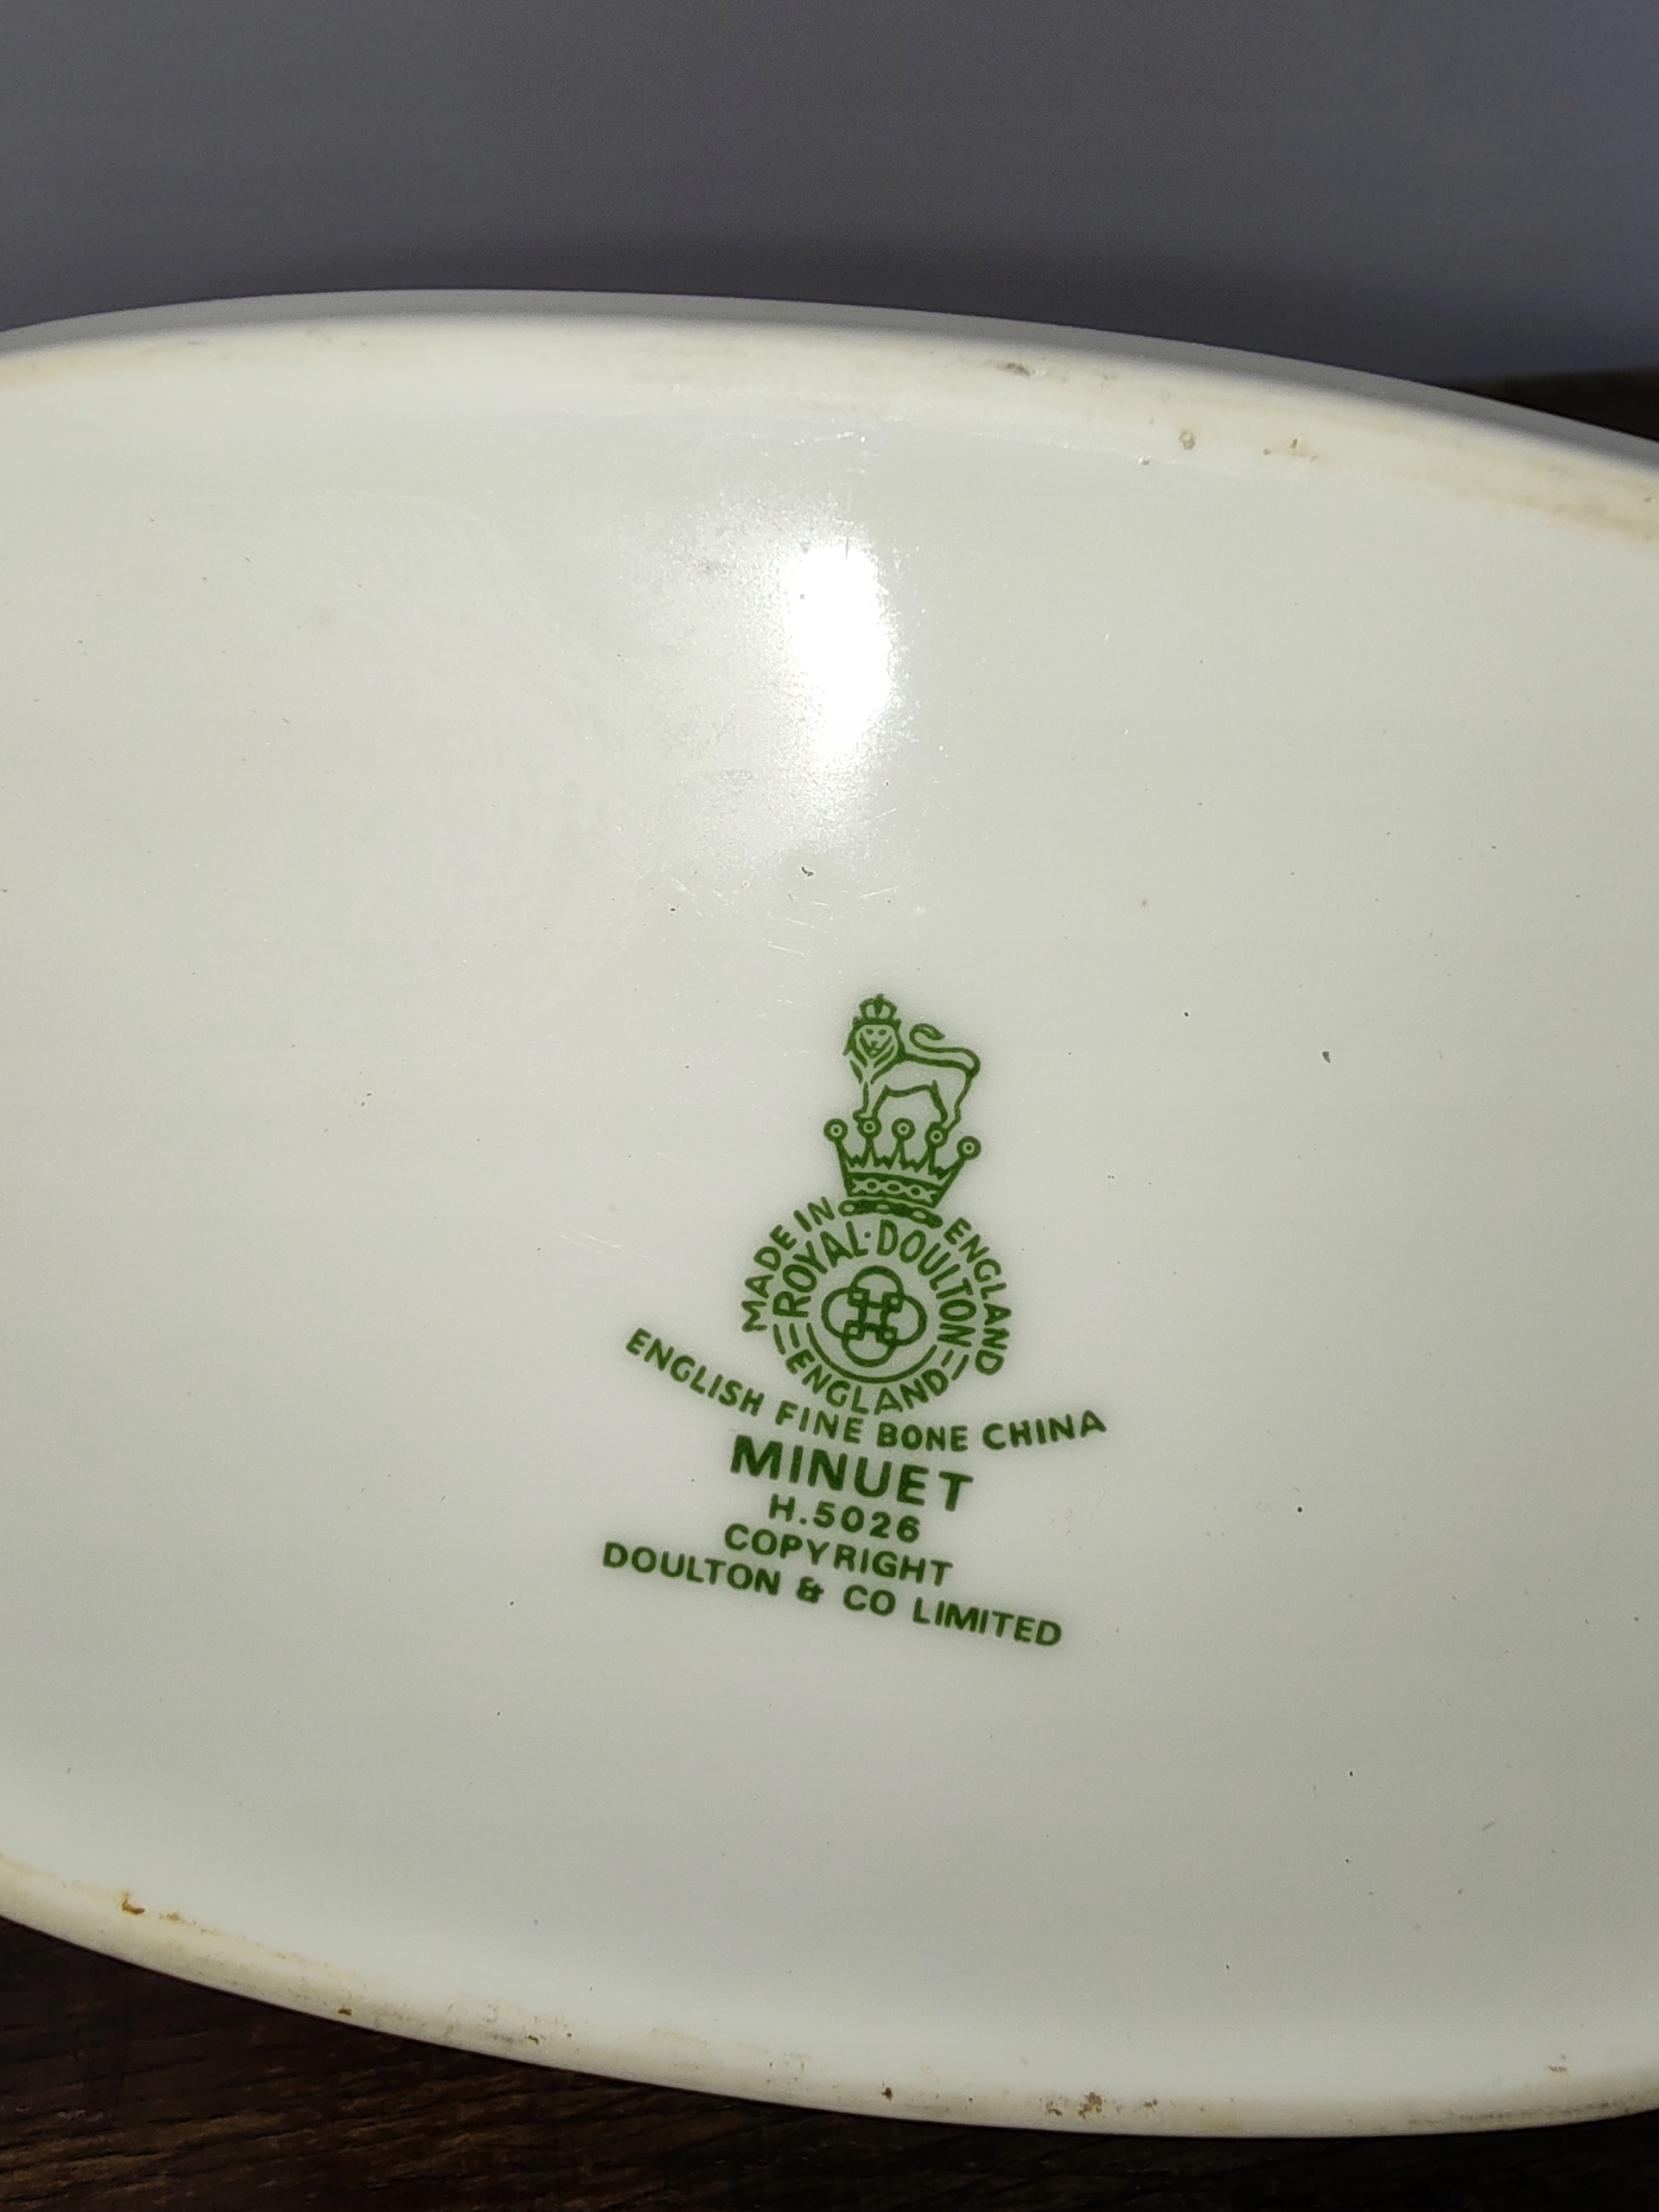 MADE IN ENGLAND
ROYAL·DOULTON
ENGLAND
ENGLISH FINE BONE CHINA
MINUET
H.5026
COPYRIGHT
DOULTON & CO LIMITED